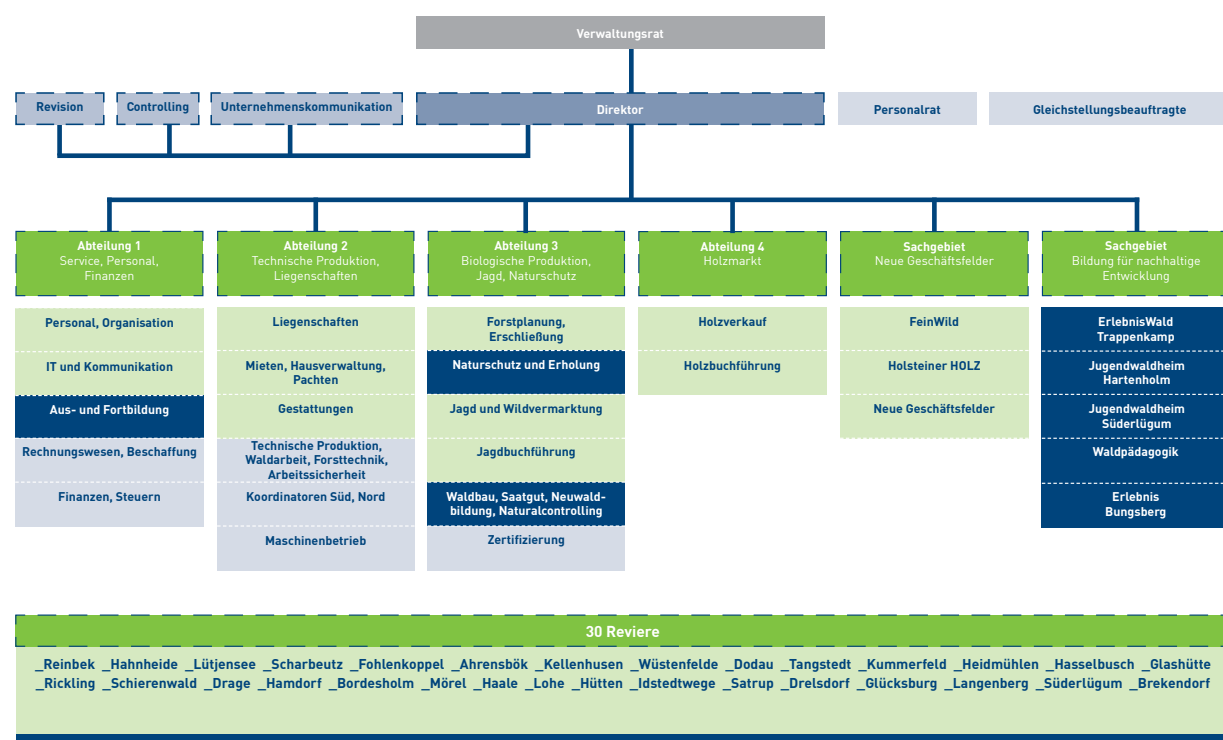 Verwaltungsrat
Revision
Controlling
Unternehmenskommunikation
Direktor
Personalrat
Gleichstellungsbeauftragte
Abteilung 1
Service, Personal,
Finanzen
Abteilung 2
Technische Produktion,
Liegenschaften
Abteilung 3
Biologische Produktion,
Jagd, Naturschutz
Abteilung 4
Holzmarkt
Sachgebiet
Neue Geschäftsfelder
Sachgebiet
Bildung für nachhaltige
Entwicklung
Personal, Organisation
IT und Kommunikation
Aus- und Fortbildung
Rechnungswesen, Beschaffung
Finanzen, Steuern
Liegenschaften
Mieten, Hausverwaltung,
Pachten
Gestattungen
Technische Produktion,
Waldarbeit, Forsttechnik,
Arbeitssicherheit
Koordinatoren Süd, Nord
Maschinenbetrieb
Forstplanung,
Erschließung
Naturschutz und Erholung
Jagd und Wildvermarktung
Jagdbuchführung
Waldbau, Saatgut, Neuwald-
bildung, Naturalcontrolling
Zertifizierung
Holzverkauf
Holzbuchführung
FeinWild
Holsteiner HOLZ
Neue Geschäftsfelder
ErlebnisWald
Trappenkamp
Jugendwaldheim
Hartenholm
Jugendwaldheim
Süderlügum
Waldpädagogik
Erlebnis
Bungsberg
30 Reviere
_Reinbek _Hahnheide _Lütjensee _Scharbeutz _Fohlenkoppel _Ahrensbök _Kellenhusen _Wüstenfelde _Dodau _Tangstedt _Kummerfeld _Heidmühlen _Hasselbusch _Glashütte
_Rickling _Schierenwald _Drage _Hamdorf _Bordesholm _Mörel _Haale _Lohe _Hütten _Idstedtwege _Satrup _Drelsdorf _Glücksburg _Langenberg _Süderlügum _Brekendorf